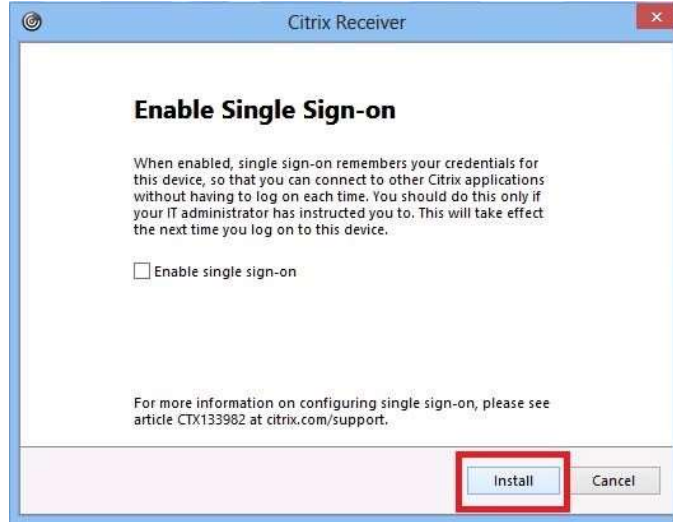 Citrix Receiver
Enable Single Sign-on
When enabled, single sign-on remembers your credentials for
this device, so that you can connect to other Citrix applications
without having to log on each time. You should do this only if
your IT administrator has instructed you to. This will take effect
the next time you log on to this device.
Enable single sign-on
For more information on configuring single sign-on, please see
article CTX133982 at citrix.com/support.
Install Cancel